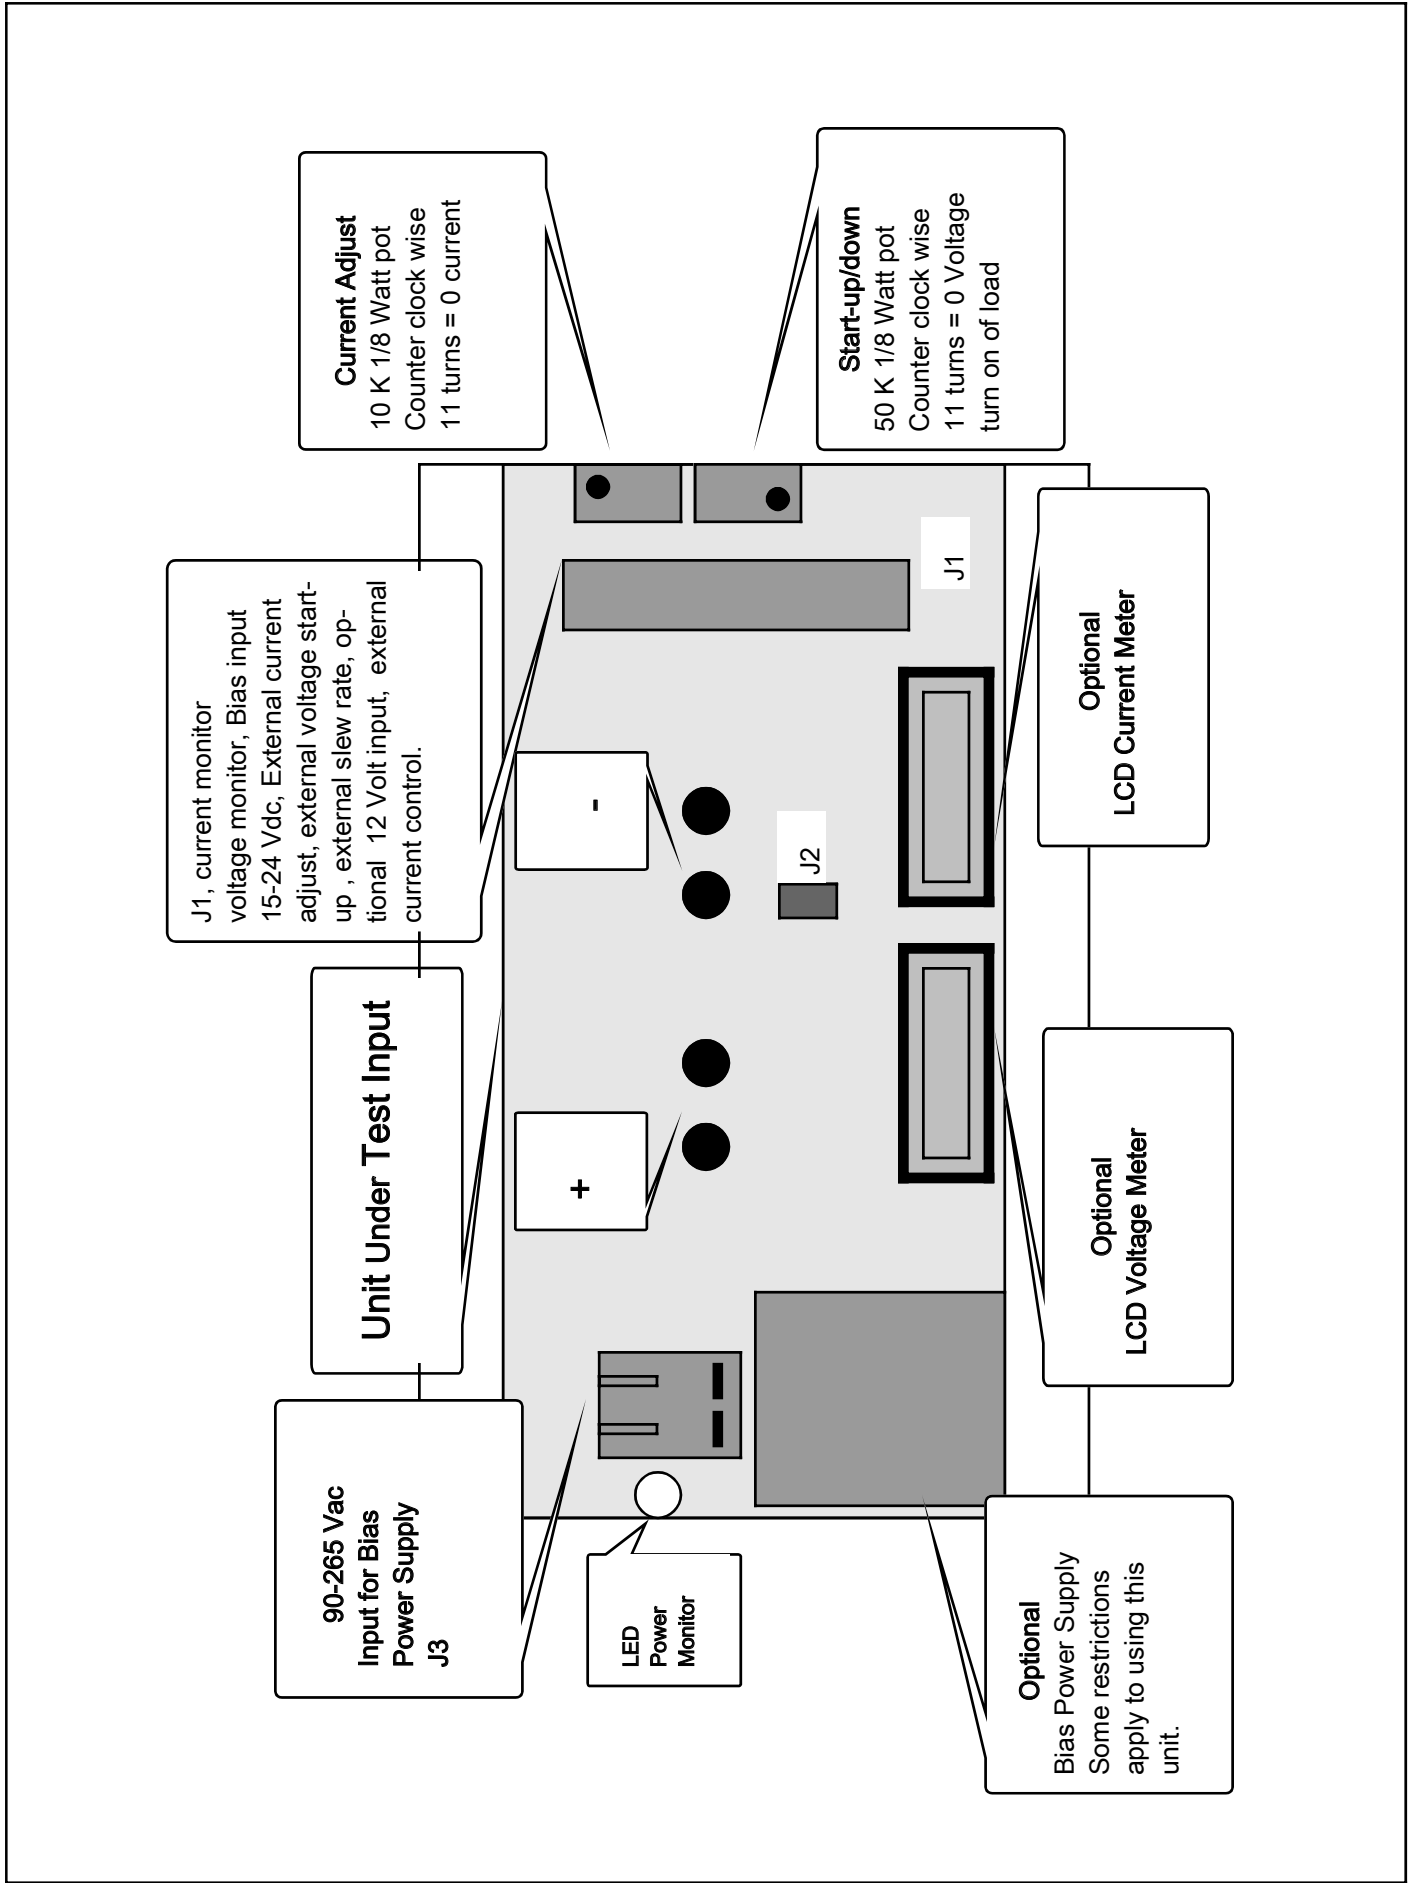 90-265 Vac
Input for Bias
Power Supply
J3
Unit Under Test Input
J1, current monitor
voltage monitor, Bias input
15-24 Vdc, External current
adjust, external voltage start-
up , external slew rate, op-
tional  12 Volt input,  external
current control.
Current Adjust
10 K 1/8 Watt pot
Counter clock wise
11 turns = 0 current
LED
Power
Monitor
+
-
J2
J1
Start-up/down
50 K 1/8 Watt pot
Counter clock wise
11 turns = 0 Voltage
turn on of load
Optional
Bias Power Supply
Some restrictions
apply to using this
unit.
Optional
LCD Voltage Meter
Optional
LCD Current Meter